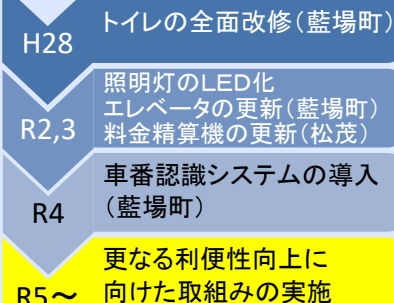 H28
トイレの全面改修(藍場町)
R2,3
照明灯のLED化
エレベータの更新(藍場町)
料金精算機の更新(松茂)
R4
車番認識システムの導入
(藍場町)
R5~
更なる利便性向上に
向けた取組みの実施